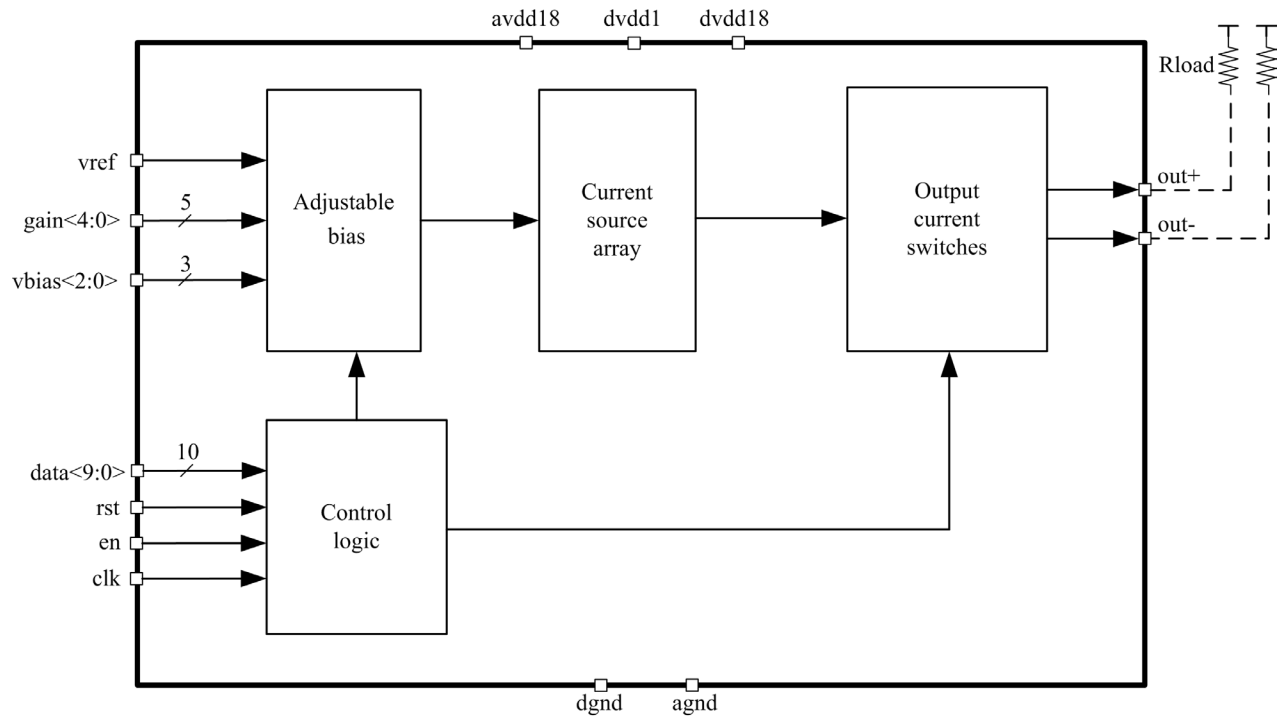 avdd18 dvdd1 dvdd18
Rload
vref
gain<4:0>
5
vbias<2:0>
3
Adjustable
bias
Current
source
array
Output
current
switches
out+
out-
data<9:0>
10
rst
en
clk
Control
logic
dgnd agnd